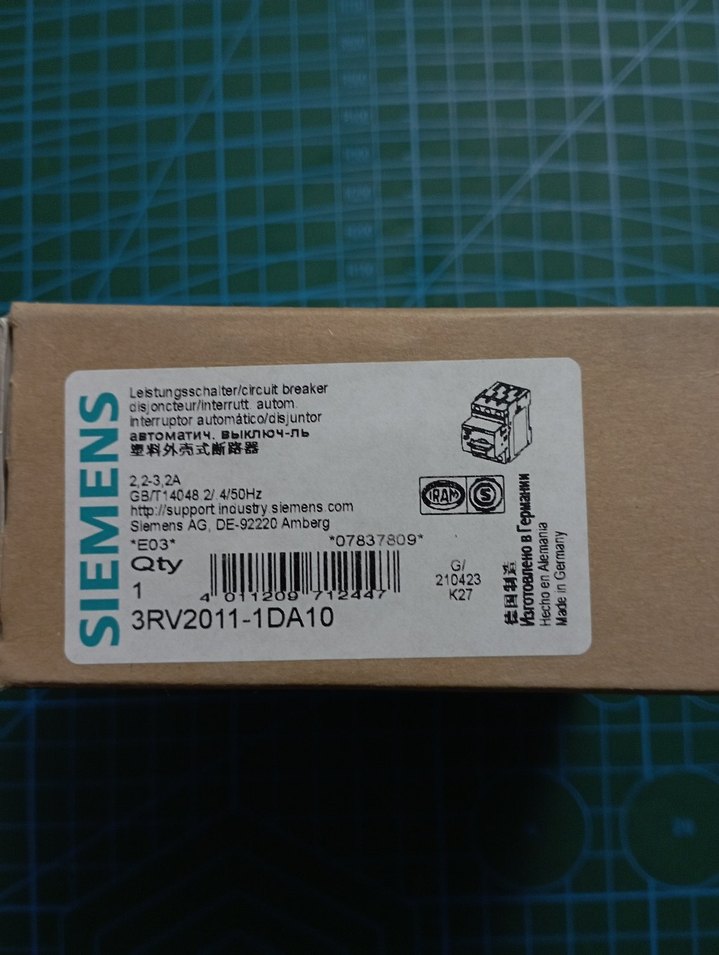 SIEMENS
Leistungsschalter/circuit breaker
disjoncteur/interrutt. autom.
interruptor automático/disjuntor
автоматич. выключ-ль
塑料外壳式断路器
2,2-3,2A
GB/T14048.2/.4/50Hz
http://support.industry.siemens.com
Siemens AG, DE-92220 Amberg
*E03* *07837809*
Qty
1
4 011209 712447
3RV2011-1DA10
IRAM S
G/
210423
K27
德国制造
Изготовлено в Германии
Hecho en Alemania
Made in Germany